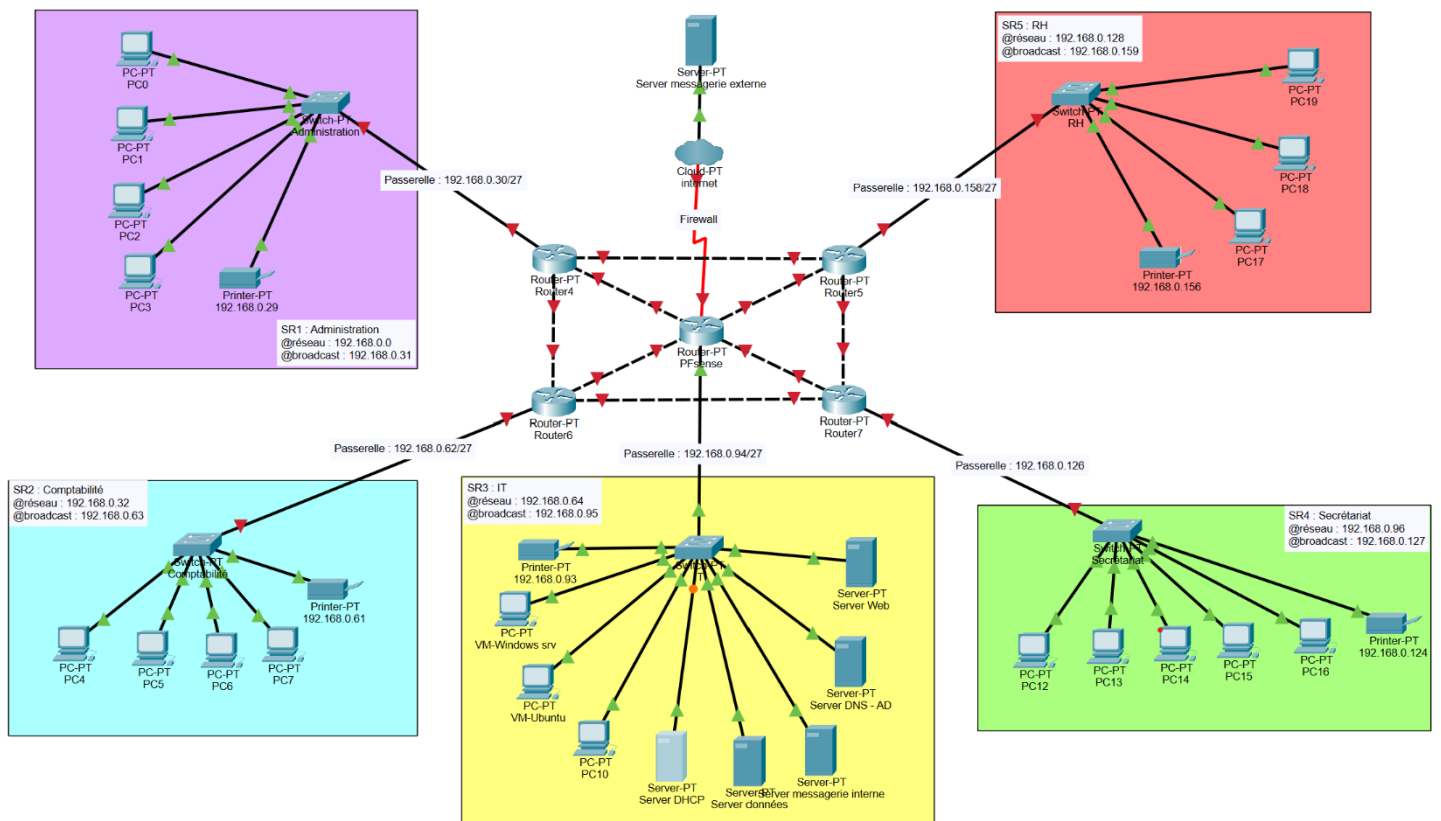 PC-PT
PC0
PC-PT
PC1
PC-PT
PC2
PC-PT
PC3
Switch-PT
Administration
Printer-PT
192.168.0.29
SR1 : Administration
@réseau : 192.168.0.0
@broadcast : 192.168.0.31
Passerelle : 192.168.0.30/27
Server-PT
Server messagerie externe
Cloud-PT
internet
Firewall
SR5 : RH
@réseau : 192.168.0.128
@broadcast : 192.168.0.159
Switch-PT
RH
PC-PT
PC19
PC-PT
PC18
PC-PT
PC17
Printer-PT
192.168.0.156
Passerelle : 192.168.0.158/27
Router-PT
Router4
Router-PT
Router5
Router-PT
PFsense
Router-PT
Router6
Router-PT
Router7
Passerelle : 192.168.0.62/27
Passerelle : 192.168.0.94/27
Passerelle : 192.168.0.126
SR2 : Comptabilité
@réseau : 192.168.0.32
@broadcast : 192.168.0.63
Switch-PT
Comptabilité
Printer-PT
192.168.0.61
PC-PT
PC4
PC-PT
PC5
PC-PT
PC6
PC-PT
PC7
SR3 : IT
@réseau : 192.168.0.64
@broadcast : 192.168.0.95
Printer-PT
192.168.0.93
Switch-PT
IT
Server-PT
Server Web
PC-PT
VM-Windows srv
PC-PT
VM-Ubuntu
Server-PT
Server DNS - AD
PC-PT
PC10
Server-PT
Server DHCP
Server-PT
Server données
Server-PT
Server messagerie interne
SR4 : Secrétariat
@réseau : 192.168.0.96
@broadcast : 192.168.0.127
Switch-PT
Secrétariat
Printer-PT
192.168.0.124
PC-PT
PC12
PC-PT
PC13
PC-PT
PC14
PC-PT
PC15
PC-PT
PC16